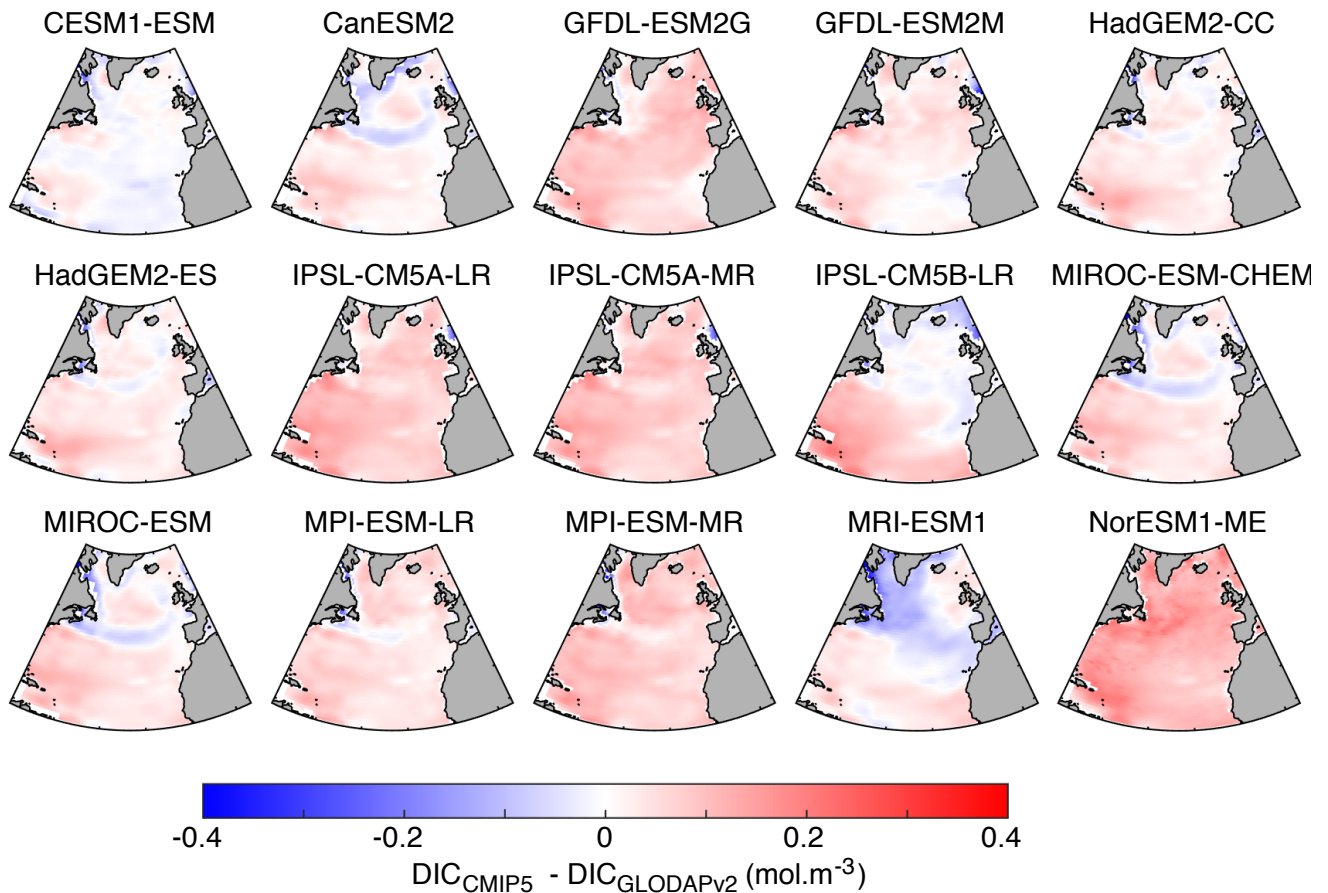 CESM1-ESM CanESM2 GFDL-ESM2G GFDL-ESM2M HadGEM2-CC
HadGEM2-ES IPSL-CM5A-LR IPSL-CM5A-MR IPSL-CM5B-LR MIROC-ESM-CHEM
MIROC-ESM MPI-ESM-LR MPI-ESM-MR MRI-ESM1 NorESM1-ME
-0.4 -0.2 0 0.2 0.4
DIC_CMIP5 - DIC_GLODAPv2 (mol.m⁻³)